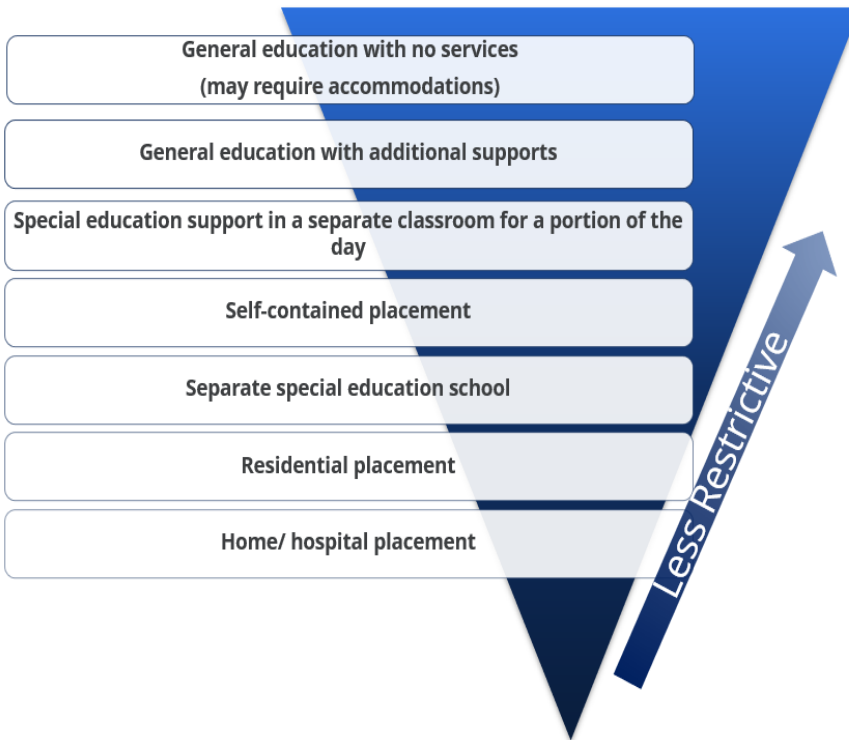 General education with no services
(may require accommodations)
General education with additional supports
Special education support in a separate classroom for a portion of the
day
Self-contained placement
Separate special education school
Residential placement
Home/ hospital placement
Less Restrictive